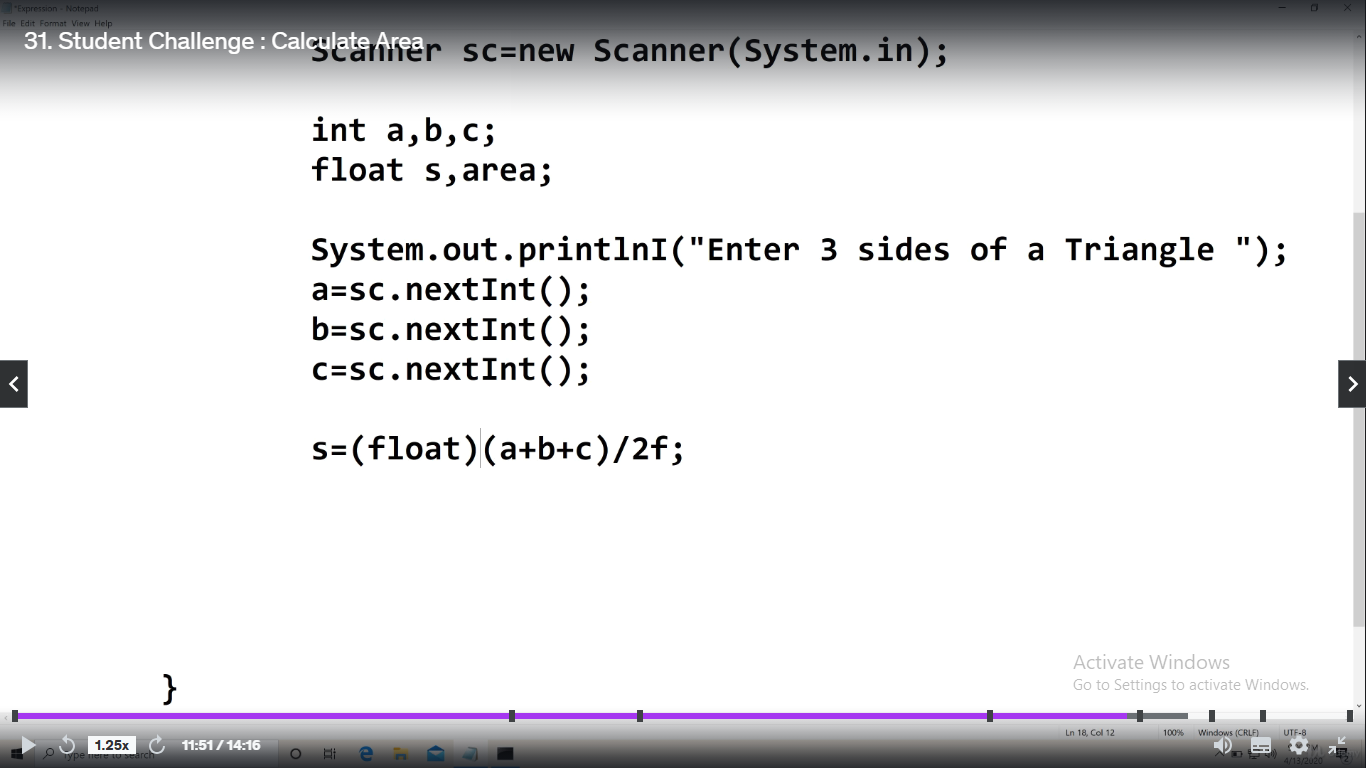 *Expression - Notepad
File Edit Format View Help
31. Student Challenge : Calculate Area
Scanner sc=new Scanner(System.in);
int a,b,c;
float s,area;
System.out.printlnI("Enter 3 sides of a Triangle ");
a=sc.nextInt();
b=sc.nextInt();
c=sc.nextInt();
s=(float)(a+b+c)/2f;
}
Activate Windows
Go to Settings to activate Windows.
Ln 18, Col 12 100% Windows (CRLF) UTF-8
1.25x 11:51 / 14:16
Type here to search
4/13/2020